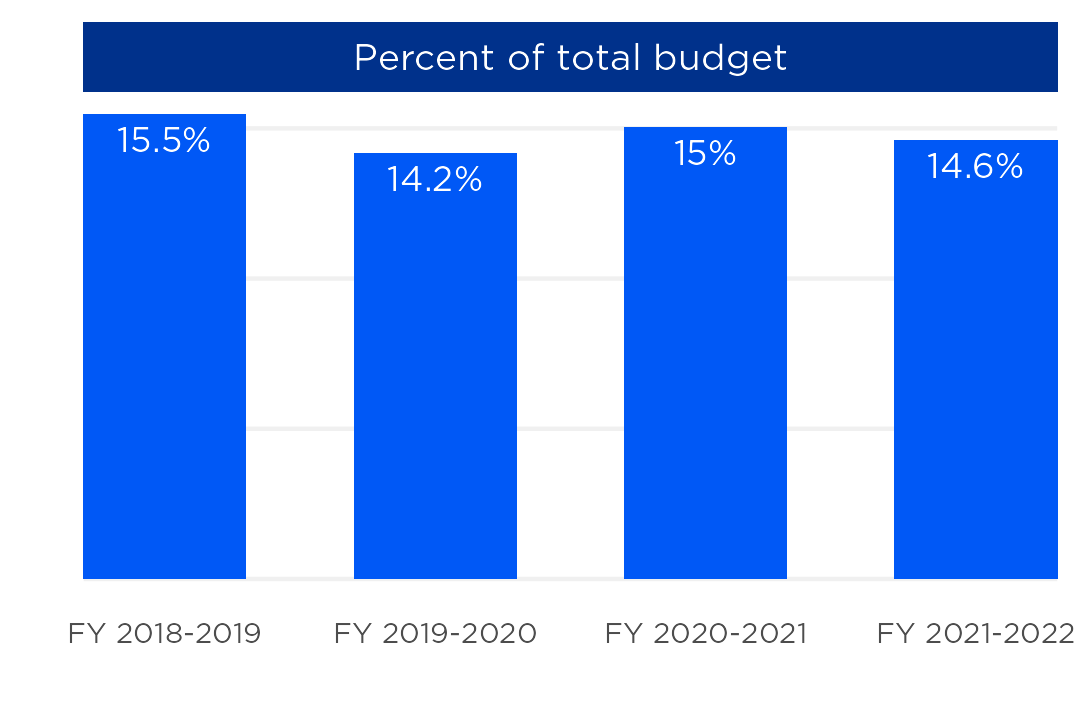 Percent of total budget
15.5%
14.2%
15%
14.6%
FY 2018-2019
FY 2019-2020
FY 2020-2021
FY 2021-2022